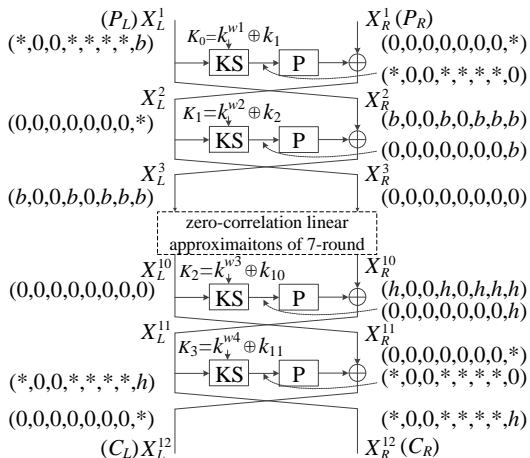 (P_L) X_L^1 X_R^1 (P_R)
(*,0,0,*,*,*,*,b) K_0=k^{w1}⊕k_1 (0,0,0,0,0,0,0,*)
KS P (*,0,0,*,*,*,*,0)
X_L^2 X_R^2
(0,0,0,0,0,0,0,*) K_1=k^{w2}⊕k_2 (b,0,0,b,0,b,b,b)
KS P (0,0,0,0,0,0,0,b)
X_L^3 X_R^3
(b,0,0,b,0,b,b,b) (0,0,0,0,0,0,0,0)
zero-correlation linear
approximaitons of 7-round
X_L^{10} X_R^{10}
(0,0,0,0,0,0,0,0) K_2=k^{w3}⊕k_{10} (h,0,0,h,0,h,h,h)
KS P (0,0,0,0,0,0,0,h)
X_L^{11} X_R^{11}
K_3=k^{w4}⊕k_{11} (0,0,0,0,0,0,0,*)
(*,0,0,*,*,*,*,h) KS P (*,0,0,*,*,*,*,0)
(0,0,0,0,0,0,0,*) (*,0,0,*,*,*,*,h)
(C_L) X_L^{12} X_R^{12} (C_R)